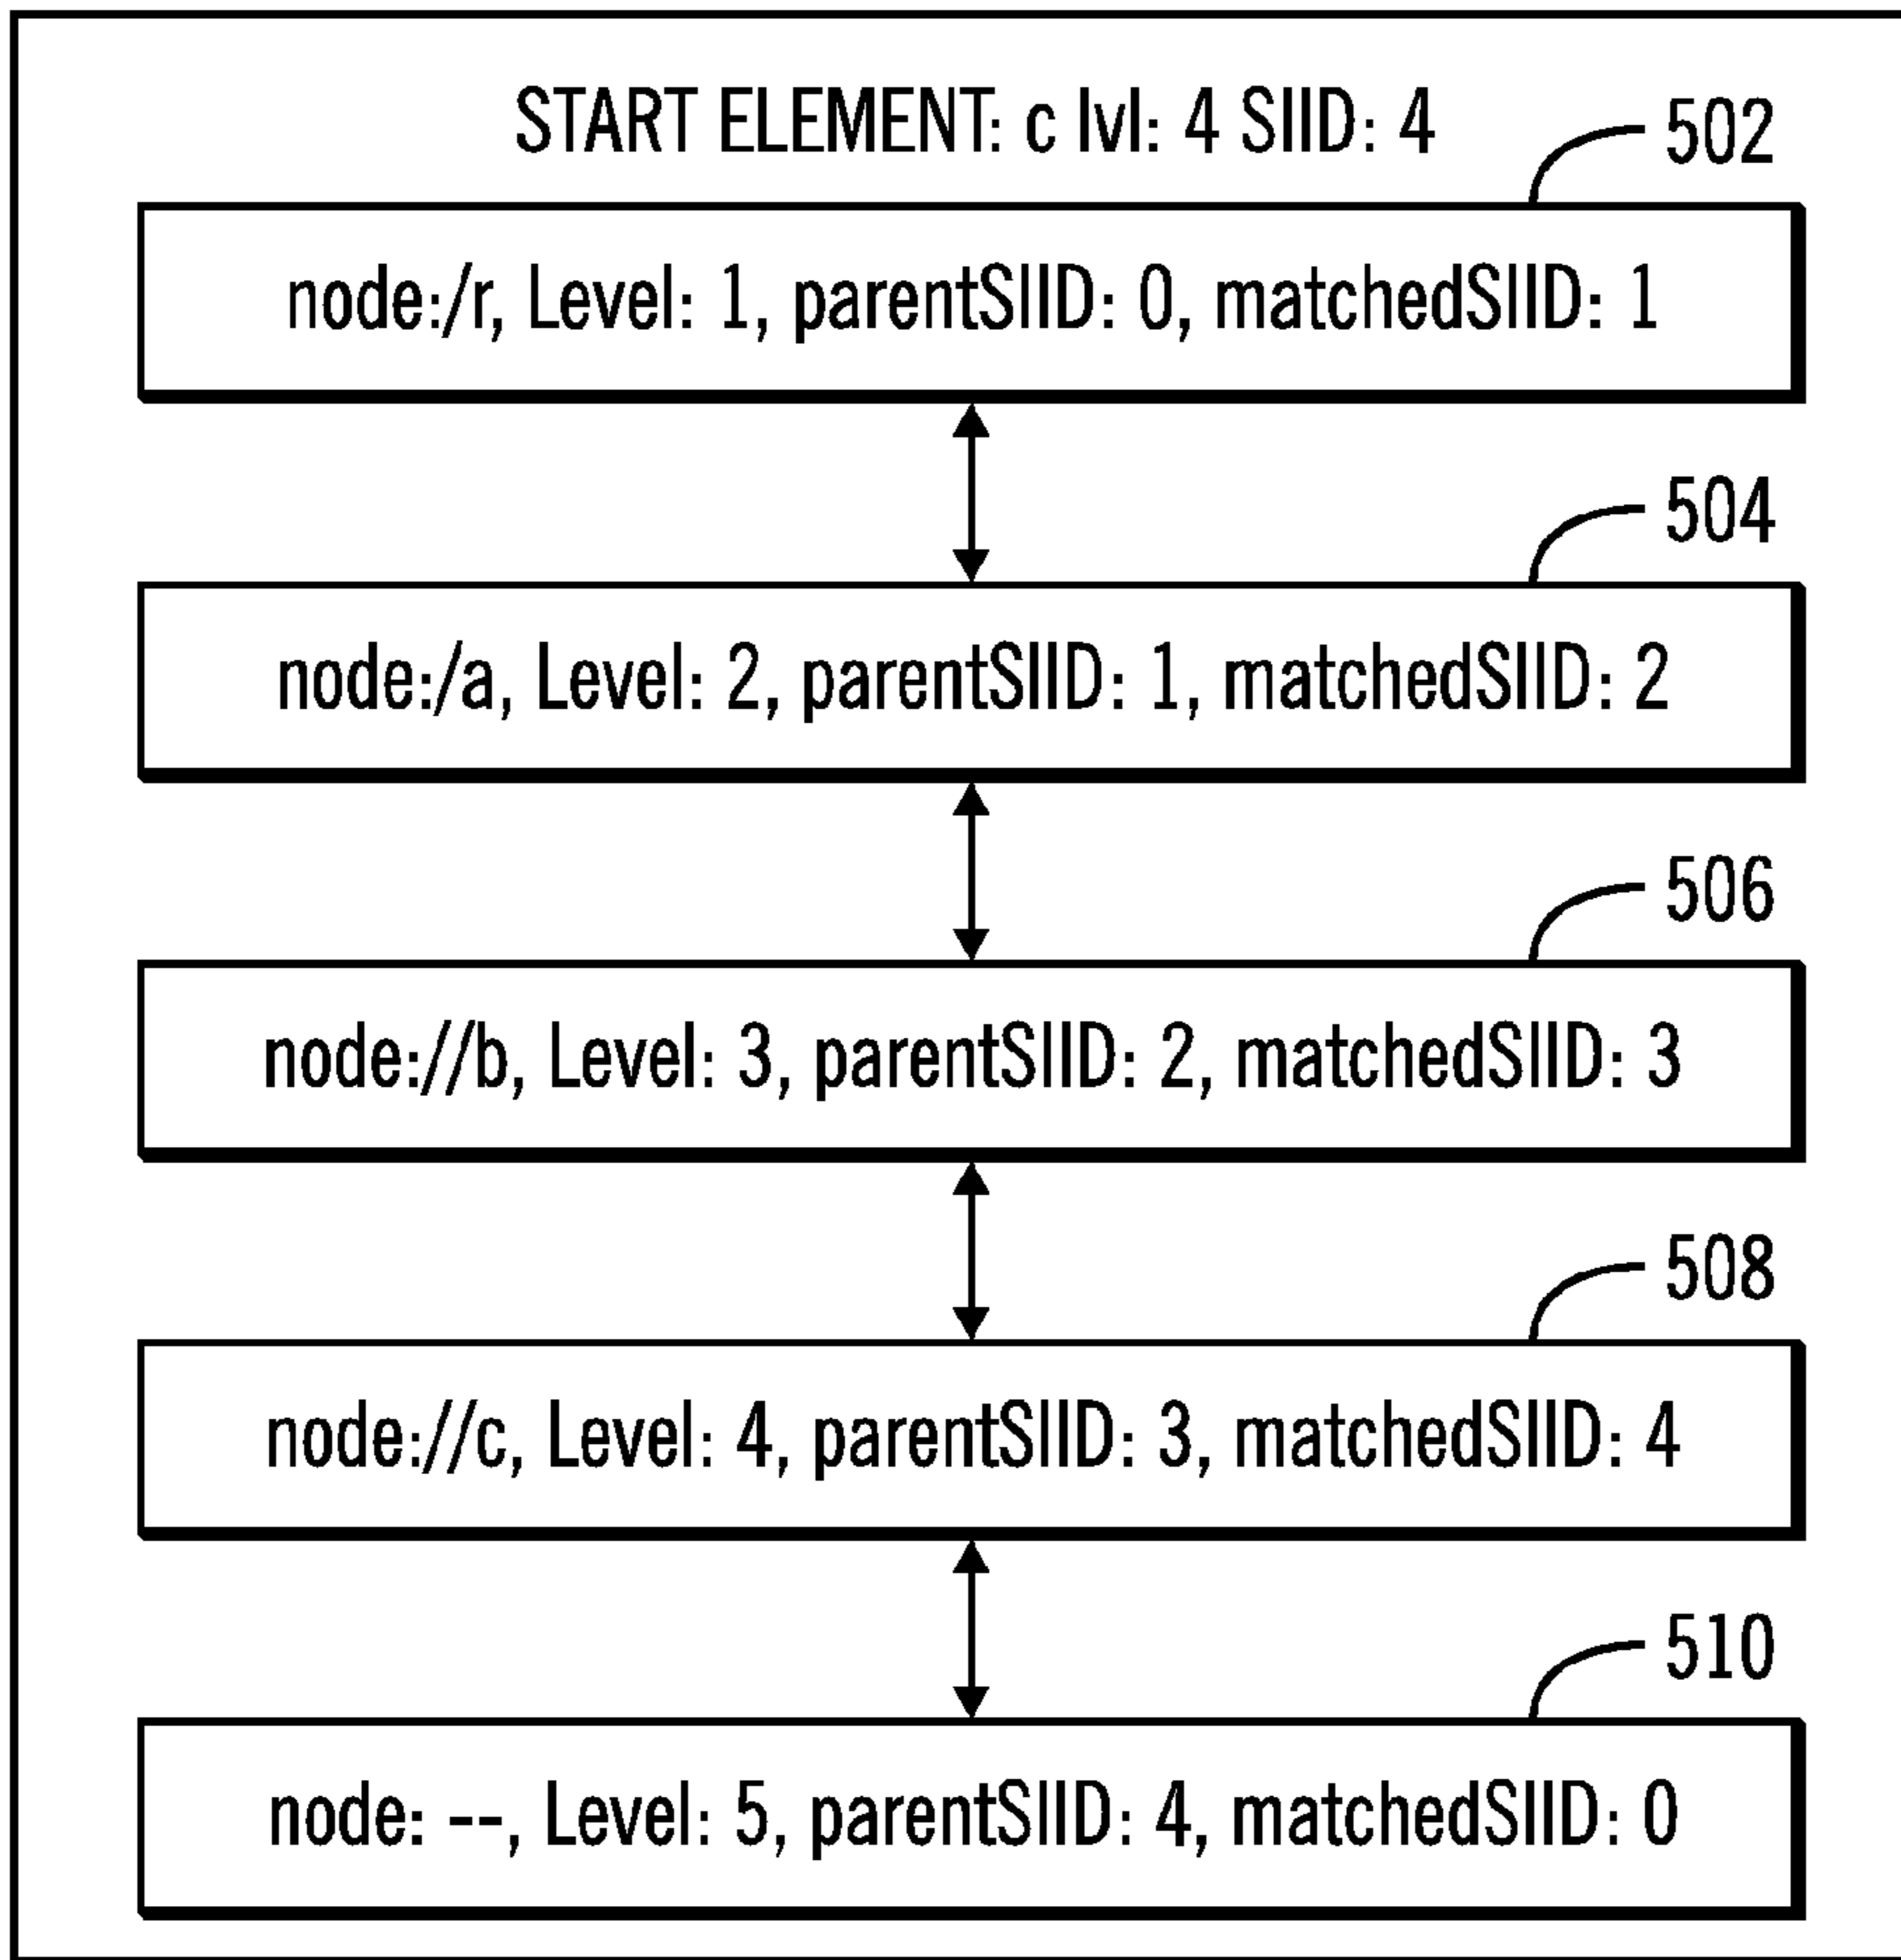 START ELEMENT: c lvl: 4 SIID: 4
502
node:/r, Level: 1, parentSIID: 0, matchedSIID: 1
504
node:/a, Level: 2, parentSIID: 1, matchedSIID: 2
506
node://b, Level: 3, parentSIID: 2, matchedSIID: 3
508
node://c, Level: 4, parentSIID: 3, matchedSIID: 4
510
node: --, Level: 5, parentSIID: 4, matchedSIID: 0